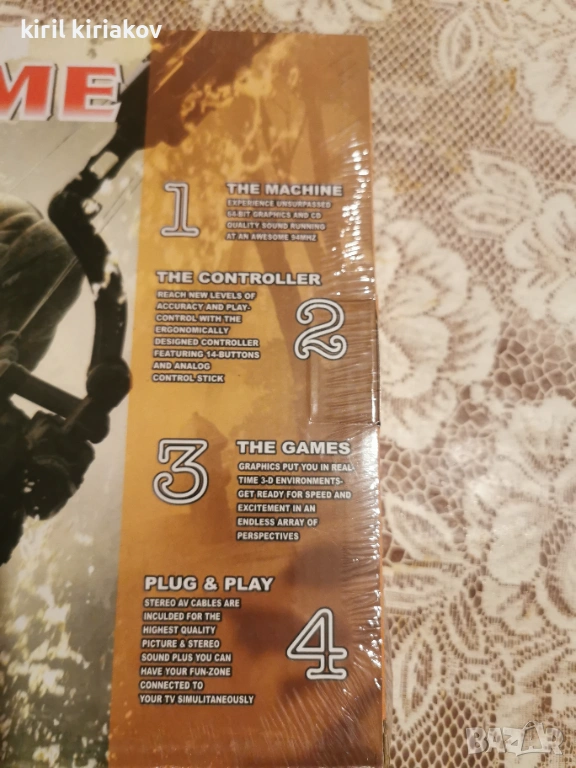 kiril kiriakov
ME
1
THE MACHINE
EXPERIENCE UNSURPASSED
64-BIT GRAPHICS AND CD
QUALITY SOUND RUNNING
AT AN AWESOME 94MHZ
THE CONTROLLER
REACH NEW LEVELS OF
ACCURACY AND PLAY-
CONTROL WITH THE
ERGONOMICALLY
DESIGNED CONTROLLER
FEATURING 14-BUTTONS
AND ANALOG
CONTROL STICK
2
3
THE GAMES
GRAPHICS PUT YOU IN REAL-
TIME 3-D ENVIRONMENTS-
GET READY FOR SPEED AND
EXCITEMENT IN AN
ENDLESS ARRAY OF
PERSPECTIVES
PLUG & PLAY
STEREO AV CABLES ARE
INCULDED FOR THE
HIGHEST QUALITY
PICTURE & STEREO
SOUND PLUS YOU CAN
HAVE YOUR FUN-ZONE
CONNECTED TO
YOUR TV SIMULITANEOUSLY
4
BAZAR